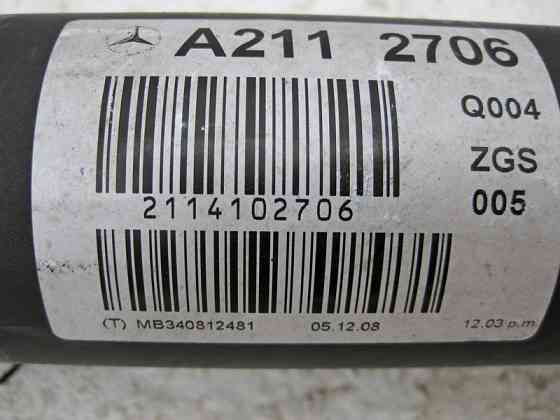 A211 2706
Q004
ZGS
2114102706
005
(T) MB340812481 05.12.08 12.03 p.m.